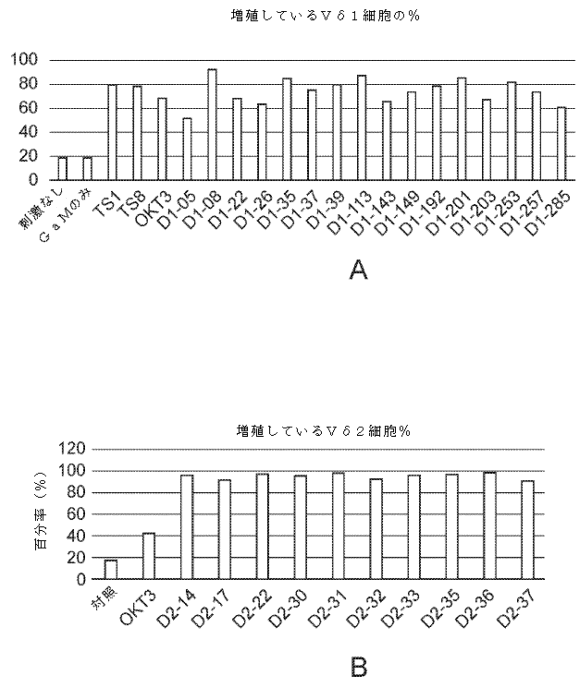 増殖しているVδ1細胞の%
100
80
60
40
20
0
刺激なし
GaMのみ
TS1
TS8
OKT3
D1-05
D1-08
D1-22
D1-26
D1-35
D1-37
D1-39
D1-113
D1-143
D1-149
D1-192
D1-201
D1-203
D1-253
D1-257
D1-285
A
増殖しているVδ2細胞%
百分率(%)
120
100
80
60
40
20
0
対照
OKT3
D2-14
D2-17
D2-22
D2-30
D2-31
D2-32
D2-33
D2-35
D2-36
D2-37
B